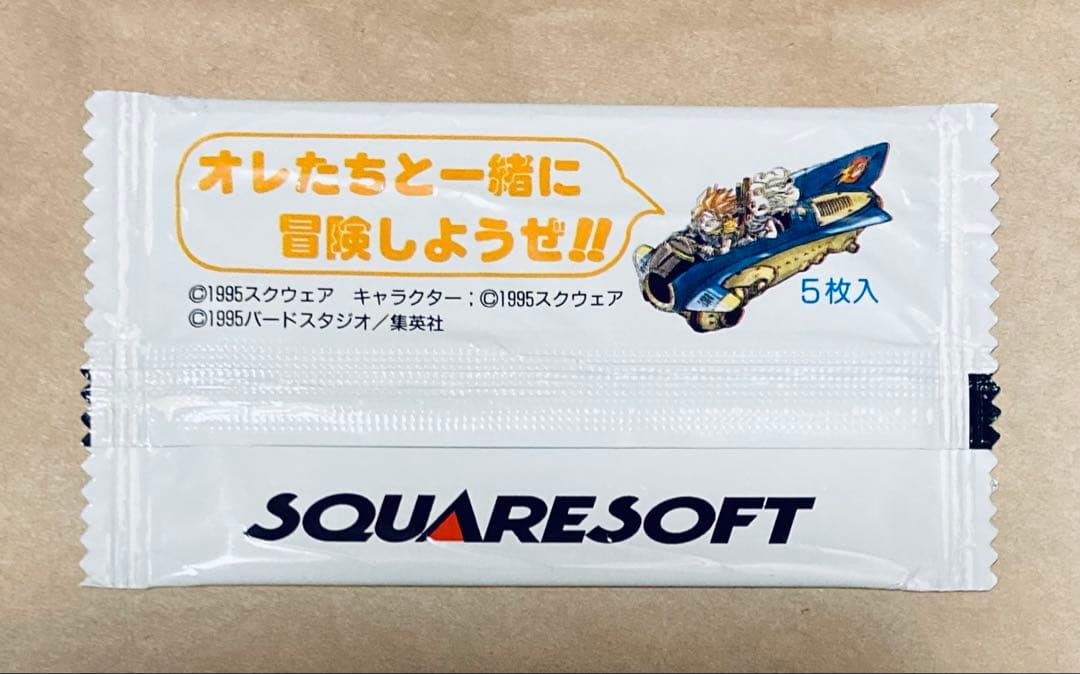 オレたちと一緒に
冒険しようぜ!!
©1995スクウェア　キャラクター：©1995スクウェア
©1995バードスタジオ／集英社
5枚入
SQUARESOFT